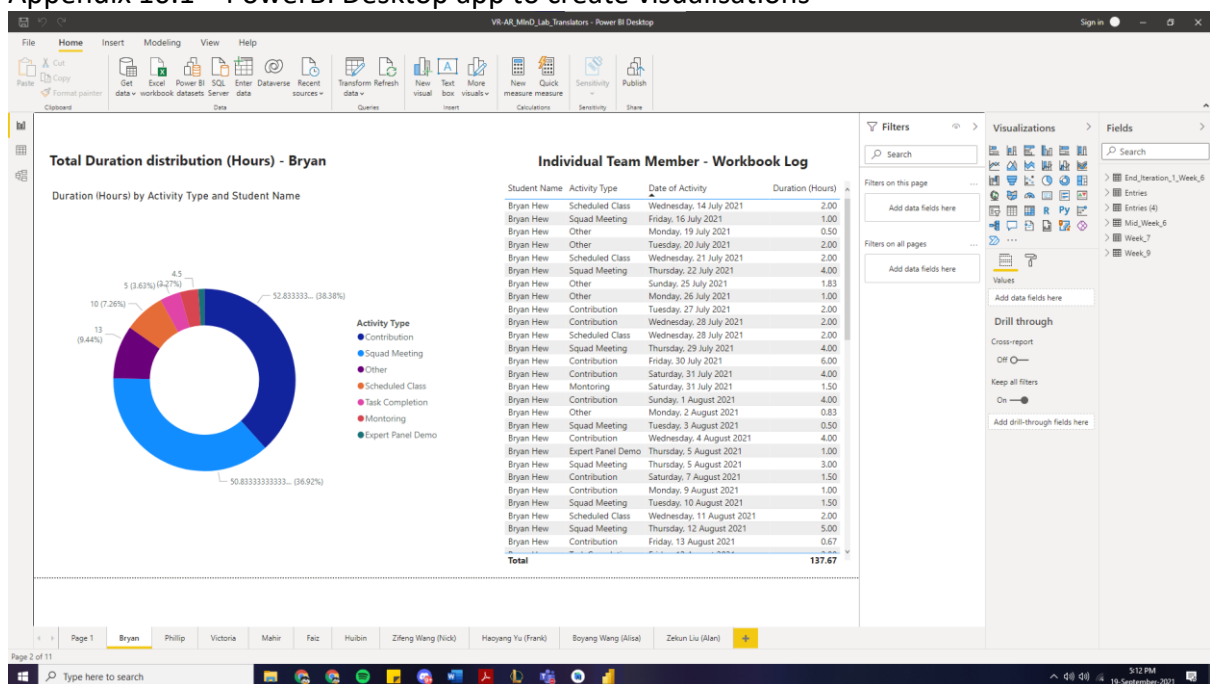 Appendix 10.1 – PowerBI Desktop app to create visualisations
VR-AR_MInD_Lab_Translators - Power BI Desktop
Sign in
File Home Insert Modeling View Help
Paste
Cut
Copy
Format painter
Clipboard
Get data
Excel workbook
Power BI datasets
SQL Server
Enter data
Dataverse
Recent sources
Data
Transform data
Refresh
Queries
New visual
Text box
More visuals
Insert
New measure
Quick measure
Calculations
Sensitivity
Sensitivity
Publish
Share
Total Duration distribution (Hours) - Bryan
Duration (Hours) by Activity Type and Student Name
4.5
(3.27%)
5 (3.63%)
10 (7.26%)
13
(9.44%)
52.833333... (38.38%)
50.83333333333... (36.92%)
Activity Type
Contribution
Squad Meeting
Other
Scheduled Class
Task Completion
Montoring
Expert Panel Demo
Individual Team Member - Workbook Log
Student Name Activity Type Date of Activity Duration (Hours)
Bryan Hew Scheduled Class Wednesday, 14 July 2021 2.00
Bryan Hew Squad Meeting Friday, 16 July 2021 1.00
Bryan Hew Other Monday, 19 July 2021 0.50
Bryan Hew Other Tuesday, 20 July 2021 2.00
Bryan Hew Scheduled Class Wednesday, 21 July 2021 2.00
Bryan Hew Squad Meeting Thursday, 22 July 2021 4.00
Bryan Hew Other Sunday, 25 July 2021 1.83
Bryan Hew Other Monday, 26 July 2021 1.00
Bryan Hew Contribution Tuesday, 27 July 2021 2.00
Bryan Hew Contribution Wednesday, 28 July 2021 2.00
Bryan Hew Scheduled Class Wednesday, 28 July 2021 2.00
Bryan Hew Squad Meeting Thursday, 29 July 2021 4.00
Bryan Hew Contribution Friday, 30 July 2021 6.00
Bryan Hew Contribution Saturday, 31 July 2021 4.00
Bryan Hew Montoring Saturday, 31 July 2021 1.50
Bryan Hew Contribution Sunday, 1 August 2021 4.00
Bryan Hew Other Monday, 2 August 2021 0.83
Bryan Hew Squad Meeting Tuesday, 3 August 2021 0.50
Bryan Hew Contribution Wednesday, 4 August 2021 4.00
Bryan Hew Expert Panel Demo Thursday, 5 August 2021 1.00
Bryan Hew Squad Meeting Thursday, 5 August 2021 3.00
Bryan Hew Contribution Saturday, 7 August 2021 1.50
Bryan Hew Contribution Monday, 9 August 2021 1.00
Bryan Hew Squad Meeting Tuesday, 10 August 2021 1.50
Bryan Hew Scheduled Class Wednesday, 11 August 2021 2.00
Bryan Hew Squad Meeting Thursday, 12 August 2021 5.00
Bryan Hew Contribution Friday, 13 August 2021 0.67
Total 137.67
Filters
Search
Filters on this page ...
Add data fields here
Filters on all pages ...
Add data fields here
Visualizations
R Py
Values
Add data fields here
Drill through
Cross-report
Off
Keep all filters
On
Add drill-through fields here
Fields
Search
End_Iteration_1_Week_6
Entries
Entries (4)
Mid_Week_6
Week_7
Week_9
Page 1 Bryan Phillip Victoria Mahir Faiz Huibin Zifeng Wang (Nick) Haoyang Yu (Frank) Boyang Wang (Alisa) Zekun Liu (Alan) +
Page 2 of 11
Type here to search
5:12 PM
19-September-2021